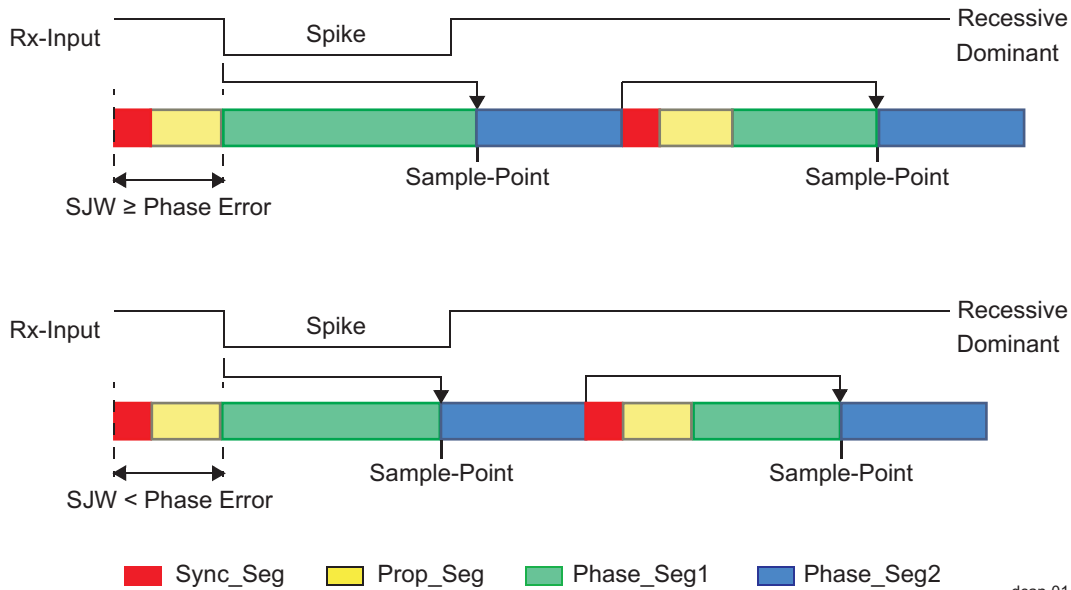 Recessive
Rx-Input
Spike
Dominant
Sample-Point
Sample-Point
SJW ≥ Phase Error
Recessive
Rx-Input
Spike
Dominant
Sample-Point
Sample-Point
SJW < Phase Error
Sync_Seg
Prop_Seg
Phase_Seg1
Phase_Seg2